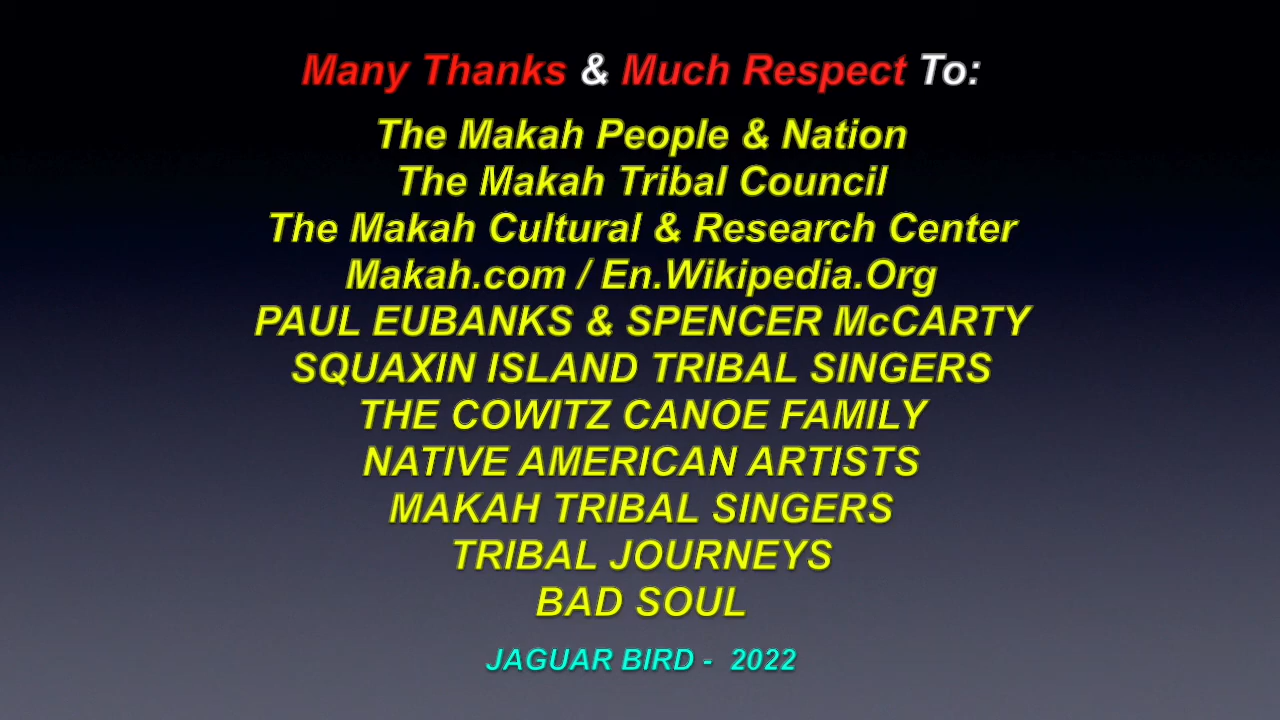 Many Thanks & Much Respect To:
The Makah People & Nation
The Makah Tribal Council
The Makah Cultural & Research Center
Makah.com / En.Wikipedia.Org
PAUL EUBANKS & SPENCER McCARTY
SQUAXIN ISLAND TRIBAL SINGERS
THE COWITZ CANOE FAMILY
NATIVE AMERICAN ARTISTS
MAKAH TRIBAL SINGERS
TRIBAL JOURNEYS
BAD SOUL
JAGUAR BIRD - 2022